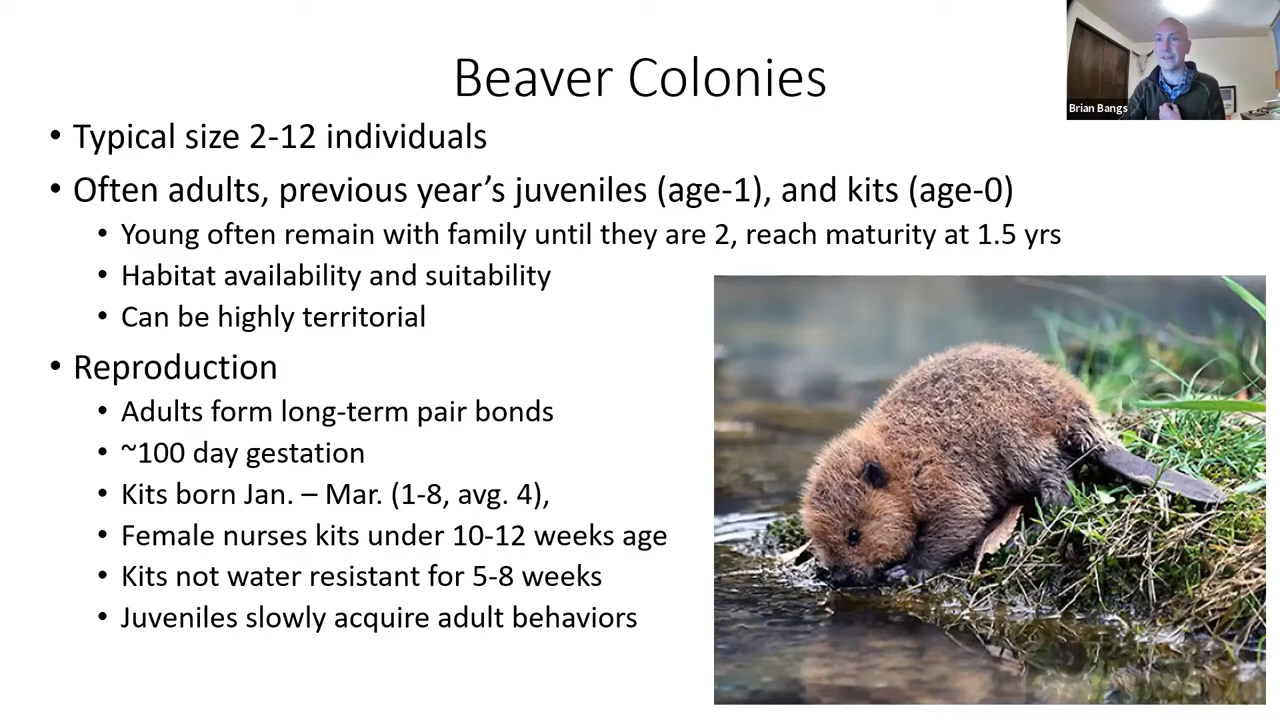 Beaver Colonies
Brian Bangs
• Typical size 2-12 individuals
• Often adults, previous year’s juveniles (age-1), and kits (age-0)
• Young often remain with family until they are 2, reach maturity at 1.5 yrs
• Habitat availability and suitability
• Can be highly territorial
• Reproduction
• Adults form long-term pair bonds
• ~100 day gestation
• Kits born Jan. – Mar. (1-8, avg. 4),
• Female nurses kits under 10-12 weeks age
• Kits not water resistant for 5-8 weeks
• Juveniles slowly acquire adult behaviors